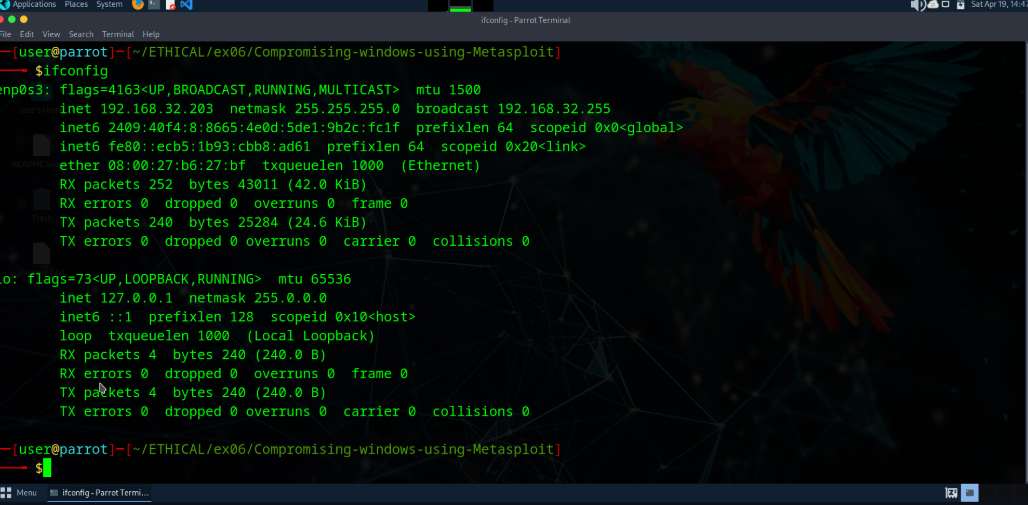 Applications Places System Sat Apr 19, 14:47
ifconfig - Parrot Terminal
File Edit View Search Terminal Help
[user@parrot]─[~/ETHICAL/ex06/Compromising-windows-using-Metasploit]
$ifconfig
enp0s3: flags=4163<UP,BROADCAST,RUNNING,MULTICAST> mtu 1500
inet 192.168.32.203 netmask 255.255.255.0 broadcast 192.168.32.255
inet6 2409:40f4:8:8665:4e0d:5de1:9b2c:fc1f prefixlen 64 scopeid 0x0<global>
inet6 fe80::ecb5:1b93:cbb8:ad61 prefixlen 64 scopeid 0x20<link>
ether 08:00:27:b6:27:bf txqueuelen 1000 (Ethernet)
RX packets 252 bytes 43011 (42.0 KiB)
RX errors 0 dropped 0 overruns 0 frame 0
TX packets 240 bytes 25284 (24.6 KiB)
TX errors 0 dropped 0 overruns 0 carrier 0 collisions 0
lo: flags=73<UP,LOOPBACK,RUNNING> mtu 65536
inet 127.0.0.1 netmask 255.0.0.0
inet6 ::1 prefixlen 128 scopeid 0x10<host>
loop txqueuelen 1000 (Local Loopback)
RX packets 4 bytes 240 (240.0 B)
RX errors 0 dropped 0 overruns 0 frame 0
TX packets 4 bytes 240 (240.0 B)
TX errors 0 dropped 0 overruns 0 carrier 0 collisions 0
[user@parrot]─[~/ETHICAL/ex06/Compromising-windows-using-Metasploit]
$
Menu ifconfig - Parrot Termi...